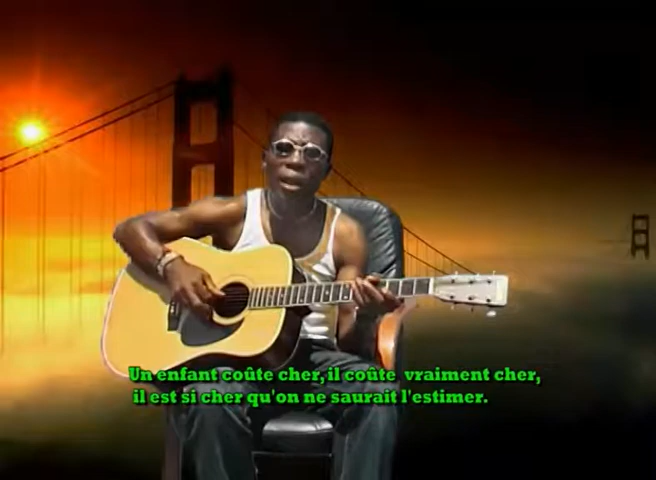 Un enfant coûte cher,il coûte vraiment cher,
il est si cher qu'on ne saurait l'estimer.